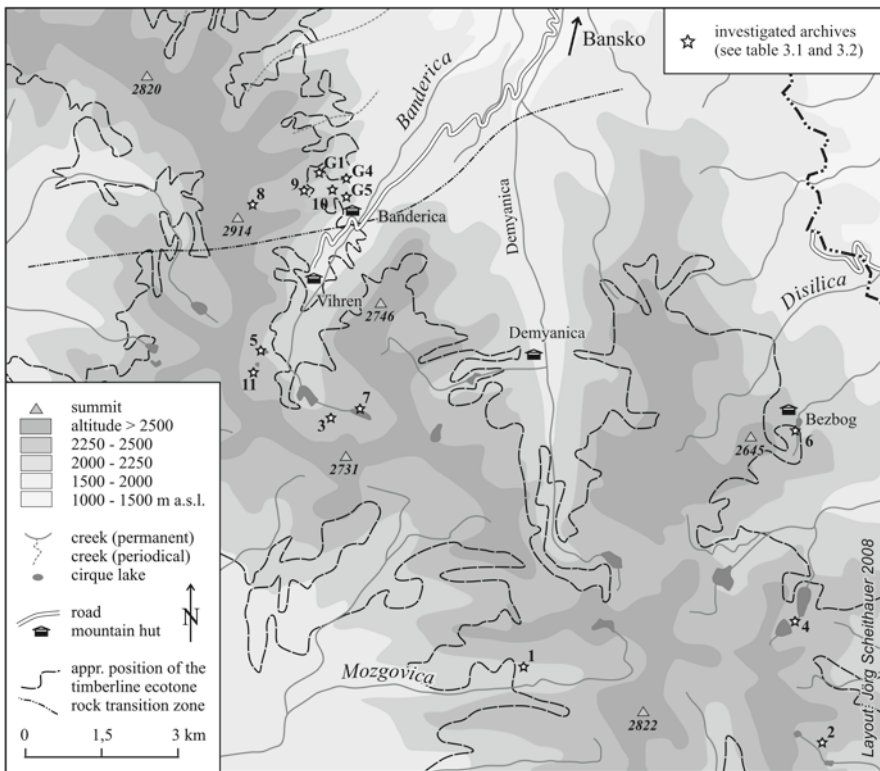 investigated archives
(see table 3.1 and 3.2)
Bansko
Banderica
2820
G1
G4
9
8
10
G5
2914
Banderica
Demyanica
Disilica
Vihren
2746
Demyanica
5
11
7
3
2731
Bezbog
6
2645
summit
altitude > 2500
2250 - 2500
2000 - 2250
1500 - 2000
1000 - 1500 m a.s.l.
creek (permanent)
creek (periodical)
cirque lake
N
road
mountain hut
appr. position of the
timberline ecotone
rock transition zone
0 1,5 3 km
Mozgovica
1
4
2822
2
Layout: Jörg Scheithauer 2008